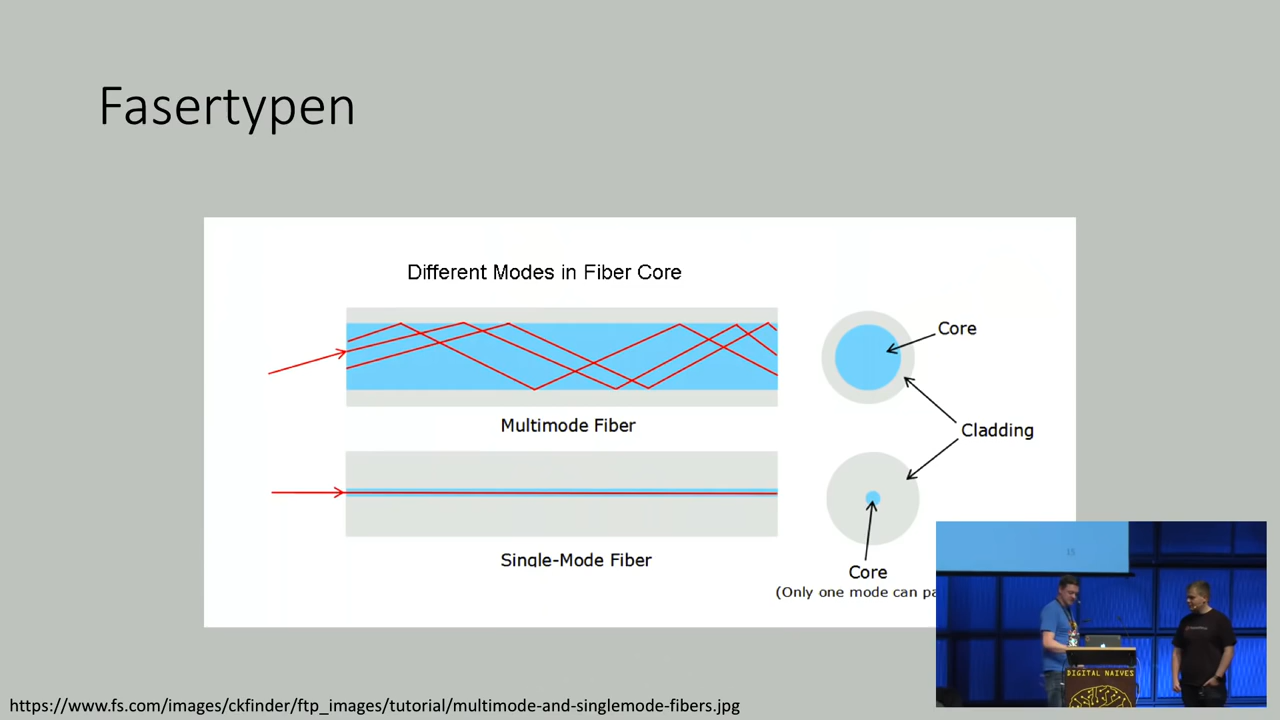 Fasertypen
Different Modes in Fiber Core
Core
Multimode Fiber
Cladding
Single-Mode Fiber
Core
(Only one mode can pa
15
DIGITAL NAIVES
https://www.fs.com/images/ckfinder/ftp_images/tutorial/multimode-and-singlemode-fibers.jpg